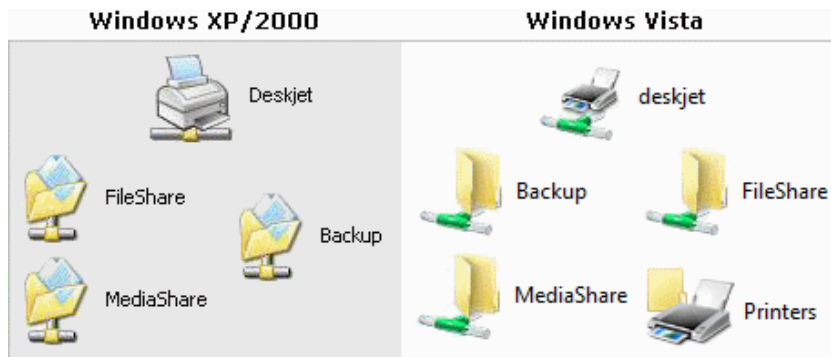 Windows XP/2000
Deskjet
FileShare
Backup
MediaShare
Windows Vista
deskjet
Backup
FileShare
MediaShare
Printers